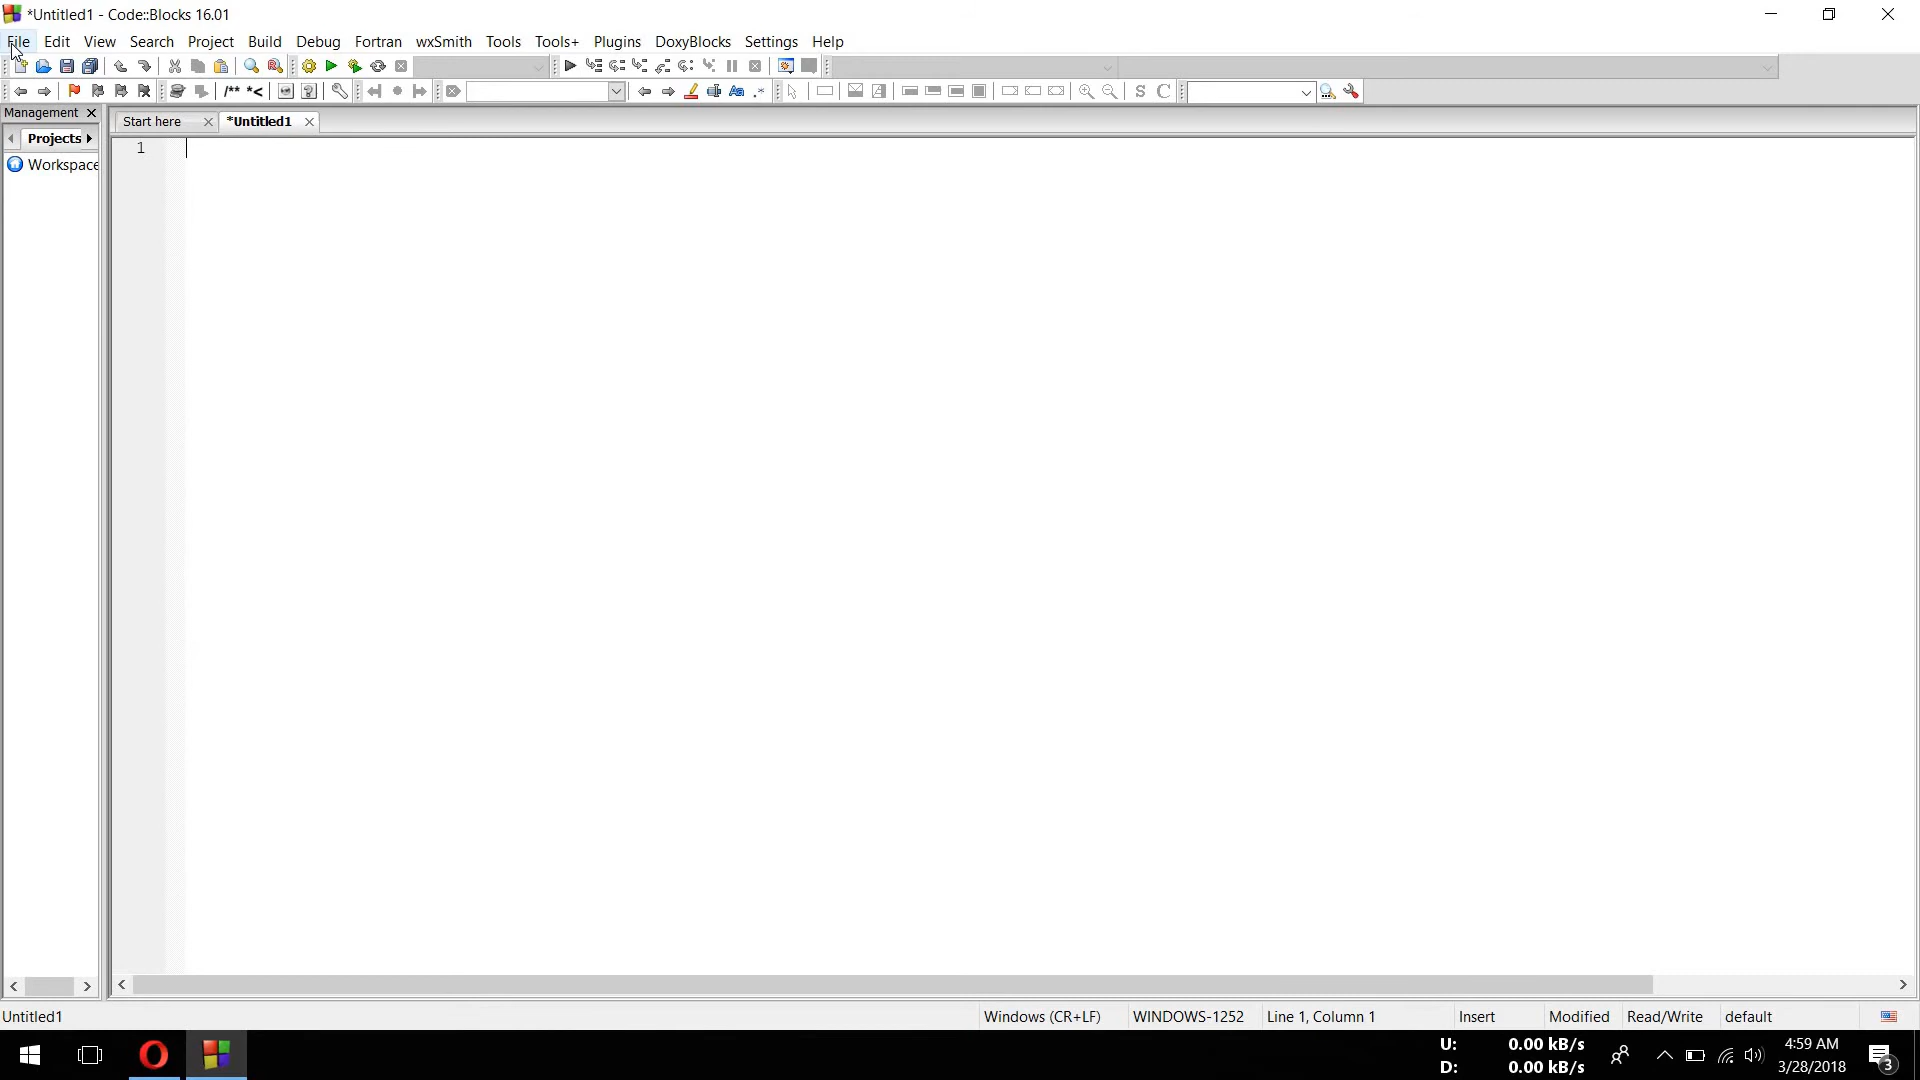 *Untitled1 - Code::Blocks 16.01
File Edit View Search Project Build Debug Fortran wxSmith Tools Tools+ Plugins DoxyBlocks Settings Help
/** *<
Aa .*
S C
Management
Start here *Untitled1
Projects
1
Workspace
Untitled1 Windows (CR+LF) WINDOWS-1252 Line 1, Column 1 Insert Modified Read/Write default
U: 0.00 kB/s
D: 0.00 kB/s
4:59 AM
3/28/2018
3